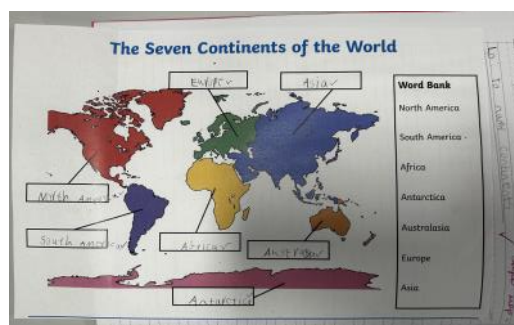 The Seven Continents of the World
Europe
Asia
North
South America
Africa
Antarctica
Word Bank
North America
South America
Africa
Antarctica
Australasia
Europe
Asia